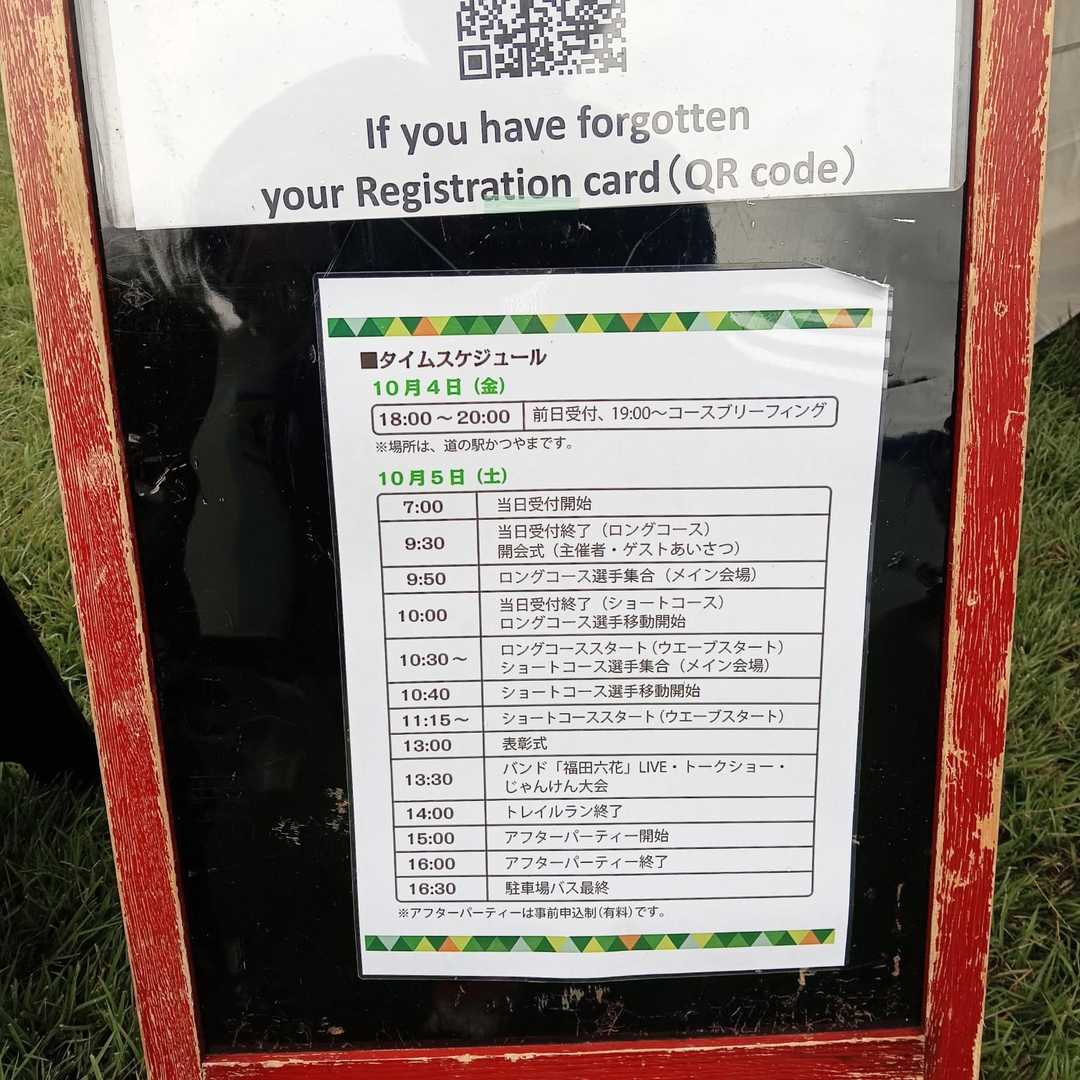 If you have forgotten
your Registration card（QR code）
■タイムスケジュール
10月4日（金）
18:00～20:00 前日受付、19:00～コースブリーフィング
※場所は、道の駅かつやまです。
10月5日（土）
7:00 当日受付開始
9:30 当日受付終了（ロングコース）
開会式（主催者・ゲストあいさつ）
9:50 ロングコース選手集合（メイン会場）
10:00 当日受付終了（ショートコース）
ロングコース選手移動開始
10:30～ ロングコーススタート（ウエーブスタート）
ショートコース選手集合（メイン会場）
10:40 ショートコース選手移動開始
11:15～ ショートコーススタート（ウエーブスタート）
13:00 表彰式
13:30 バンド「福田六花」LIVE・トークショー・
じゃんけん大会
14:00 トレイルラン終了
15:00 アフターパーティー開始
16:00 アフターパーティー終了
16:30 駐車場バス最終
※アフターパーティーは事前申込制（有料）です。